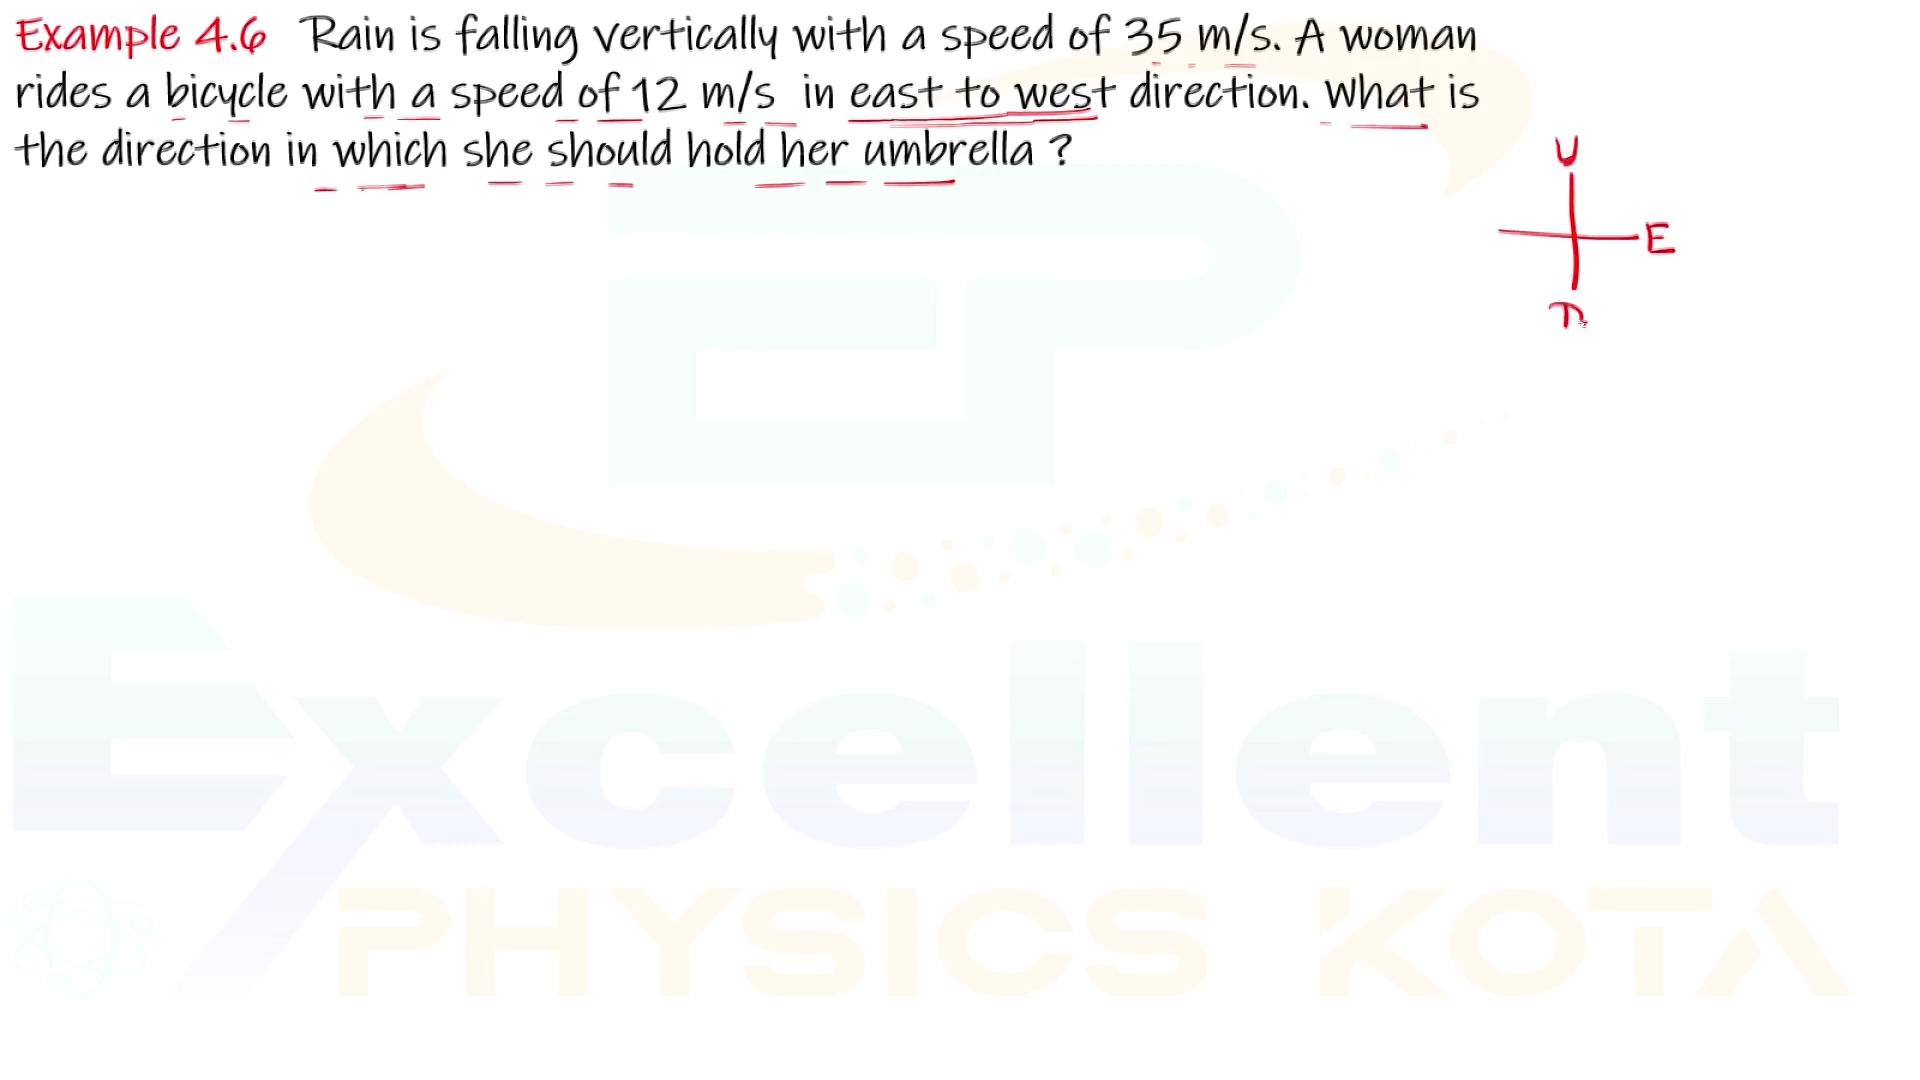 Example 4.6 Rain is falling vertically with a speed of 35 m/s. A woman
rides a bicycle with a speed of 12 m/s in east to west direction. What is
the direction in which she should hold her umbrella ?
U
E
D
EP
Excellent
PHYSICS KOTA